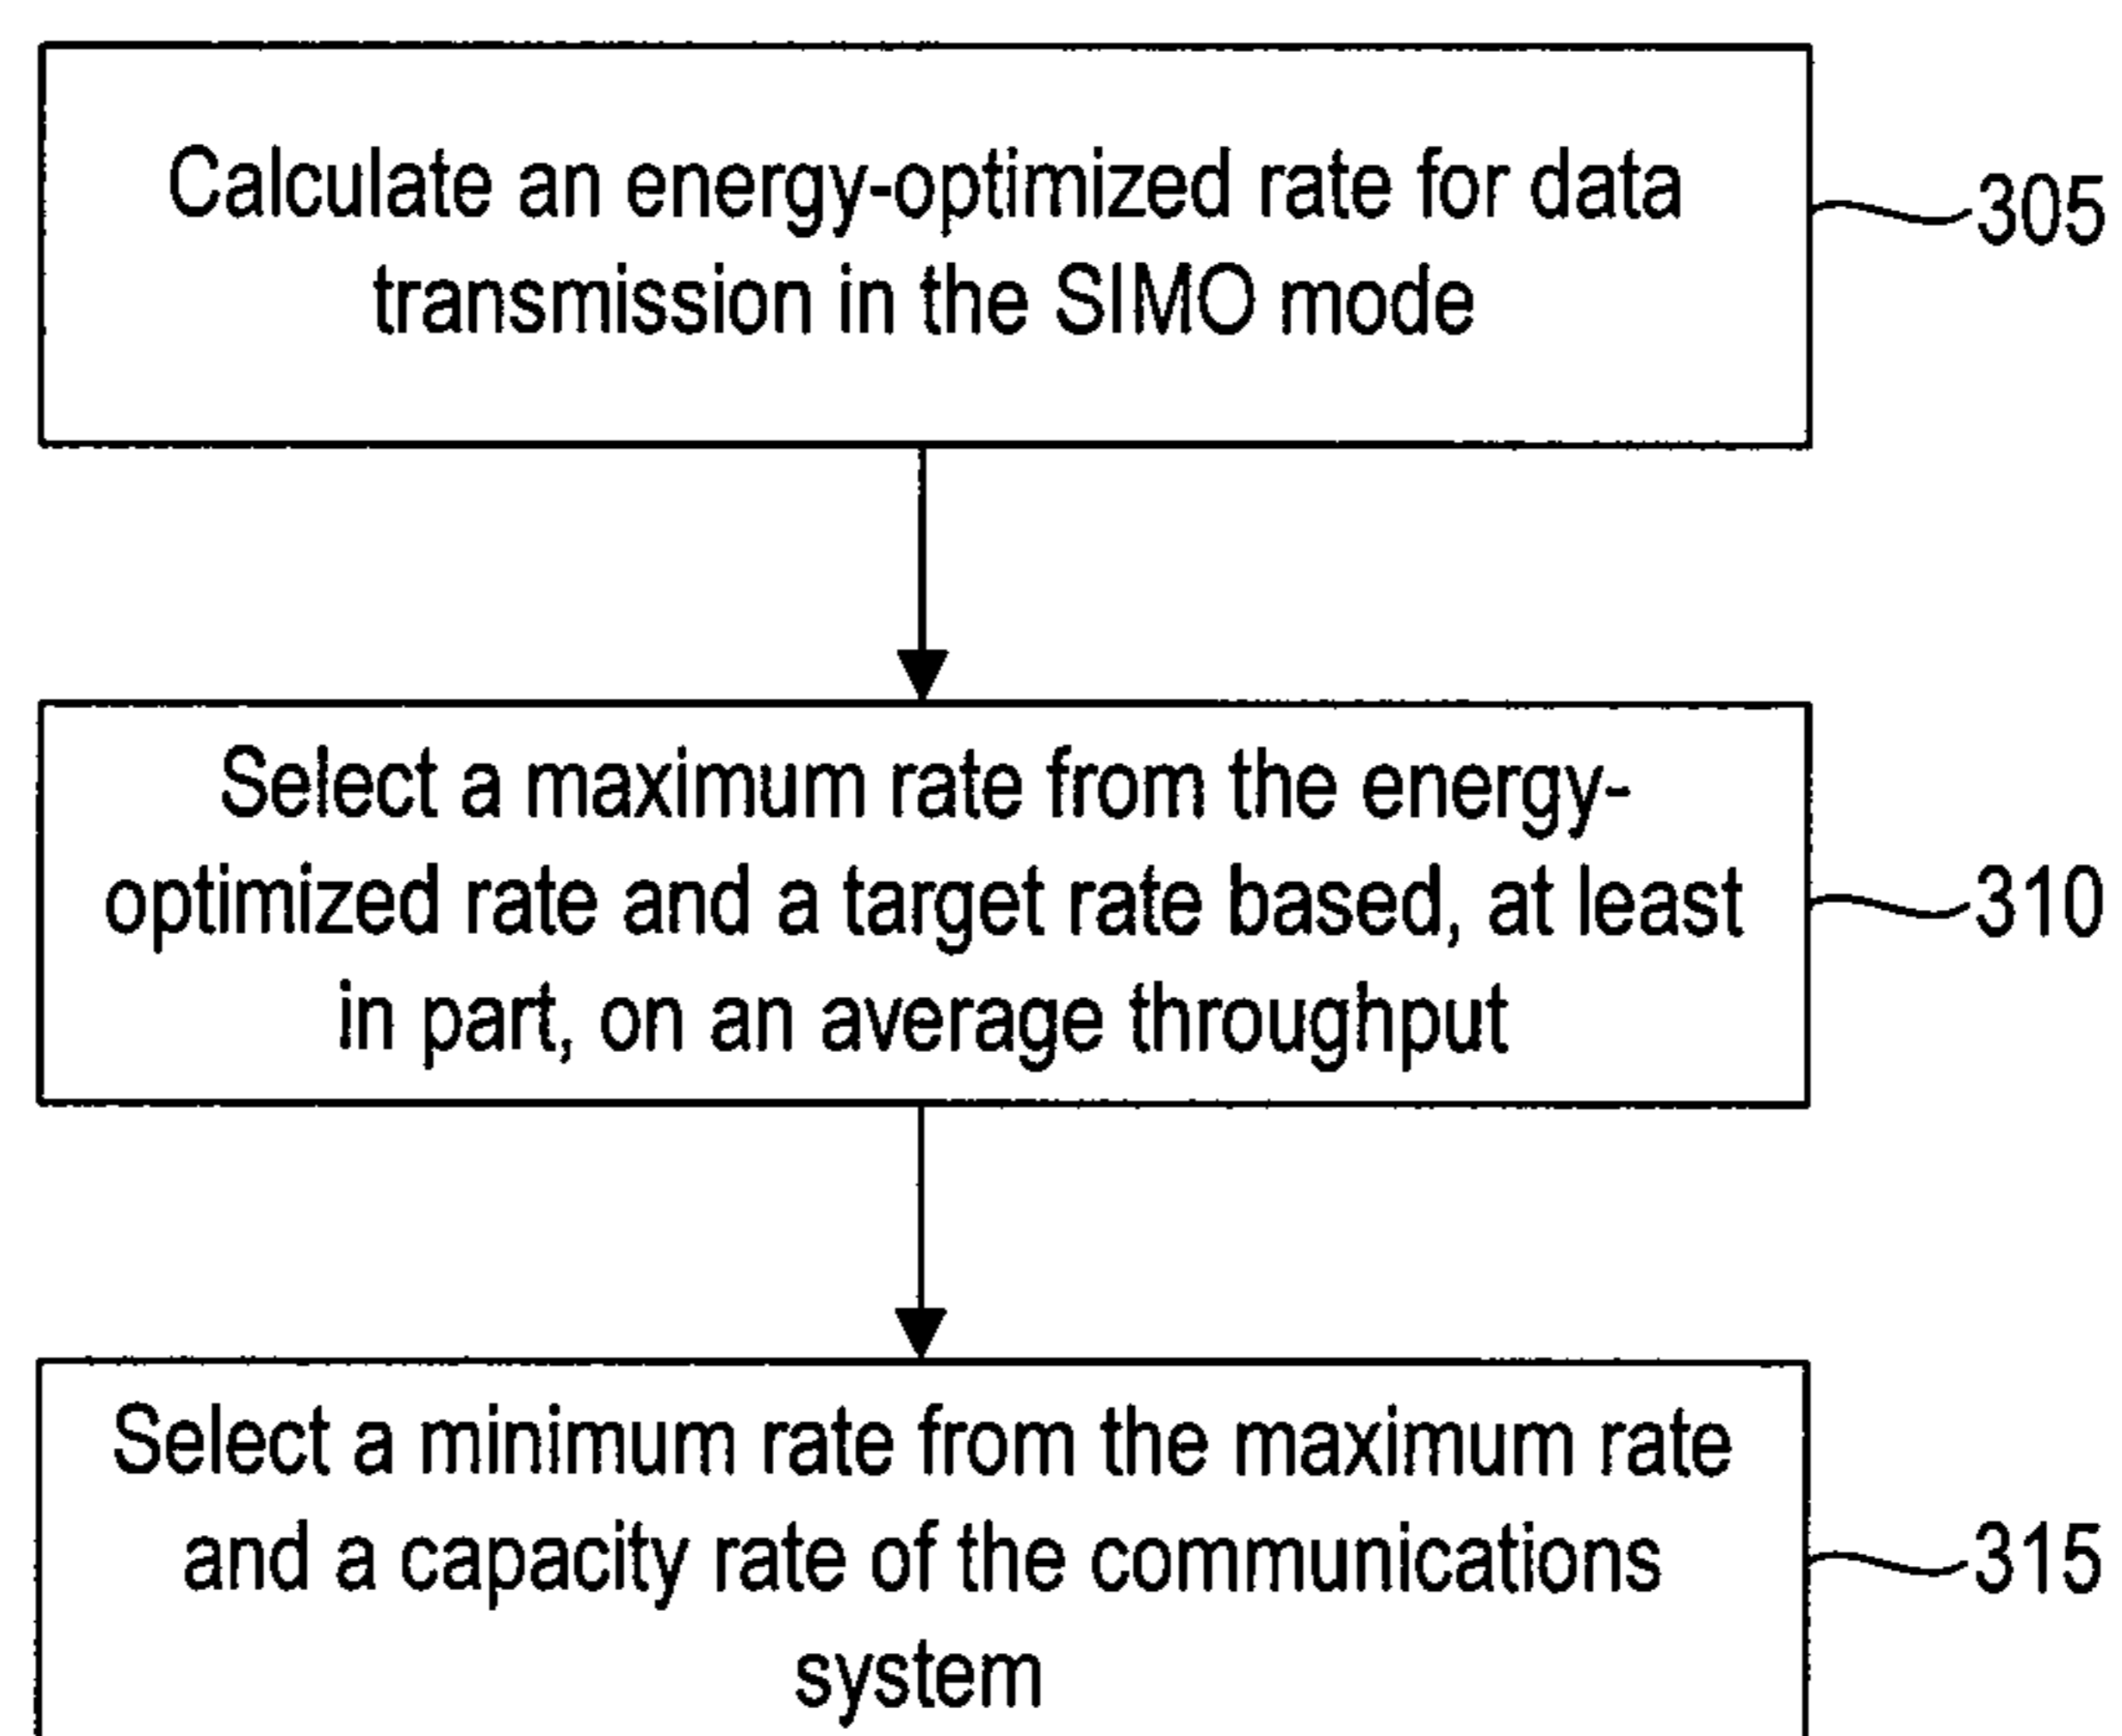 Calculate an energy-optimized rate for data
transmission in the SIMO mode
305
Select a maximum rate from the energy-
optimized rate and a target rate based, at least
in part, on an average throughput
310
Select a minimum rate from the maximum rate
and a capacity rate of the communications
system
315